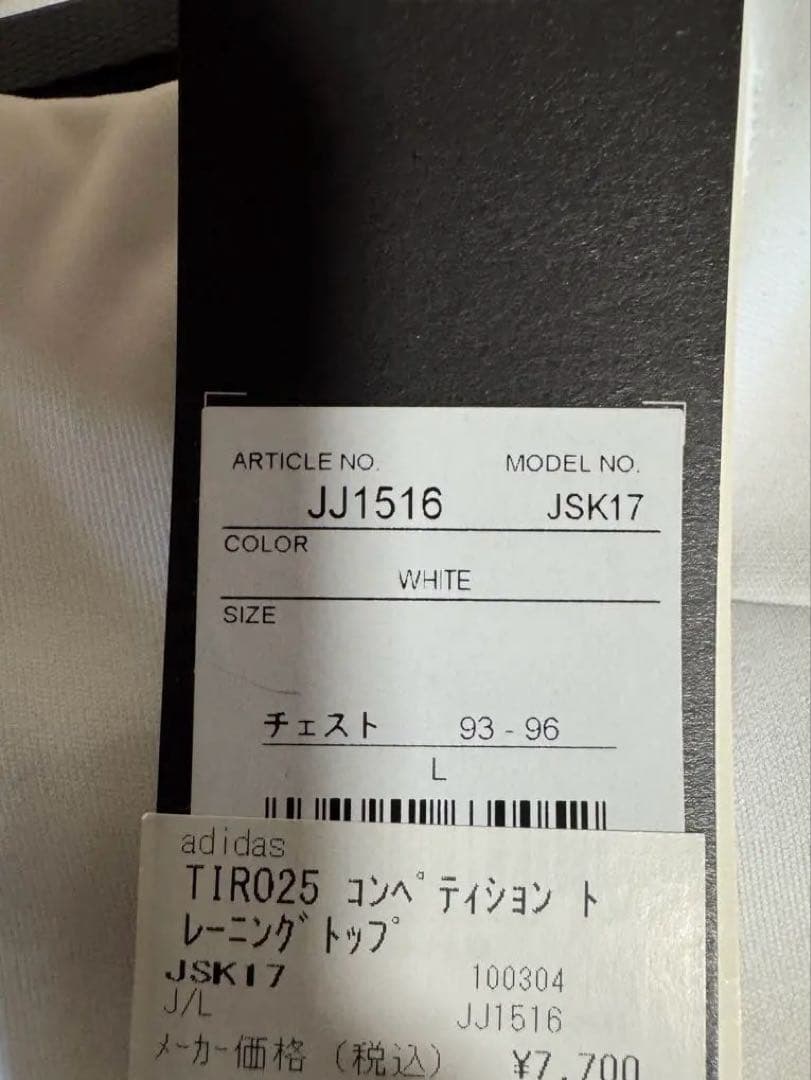 ARTICLE NO. MODEL NO.
JJ1516 JSK17
COLOR
WHITE
SIZE
チェスト 93 - 96
L
adidas
TIRO25 ｺﾝﾍﾟﾃｨｼｮﾝ ﾄ
ﾚｰﾆﾝｸﾞﾄｯﾌﾟ
JSK17 100304
J/L JJ1516
ﾒｰｶｰ価格（税込） ¥7,700